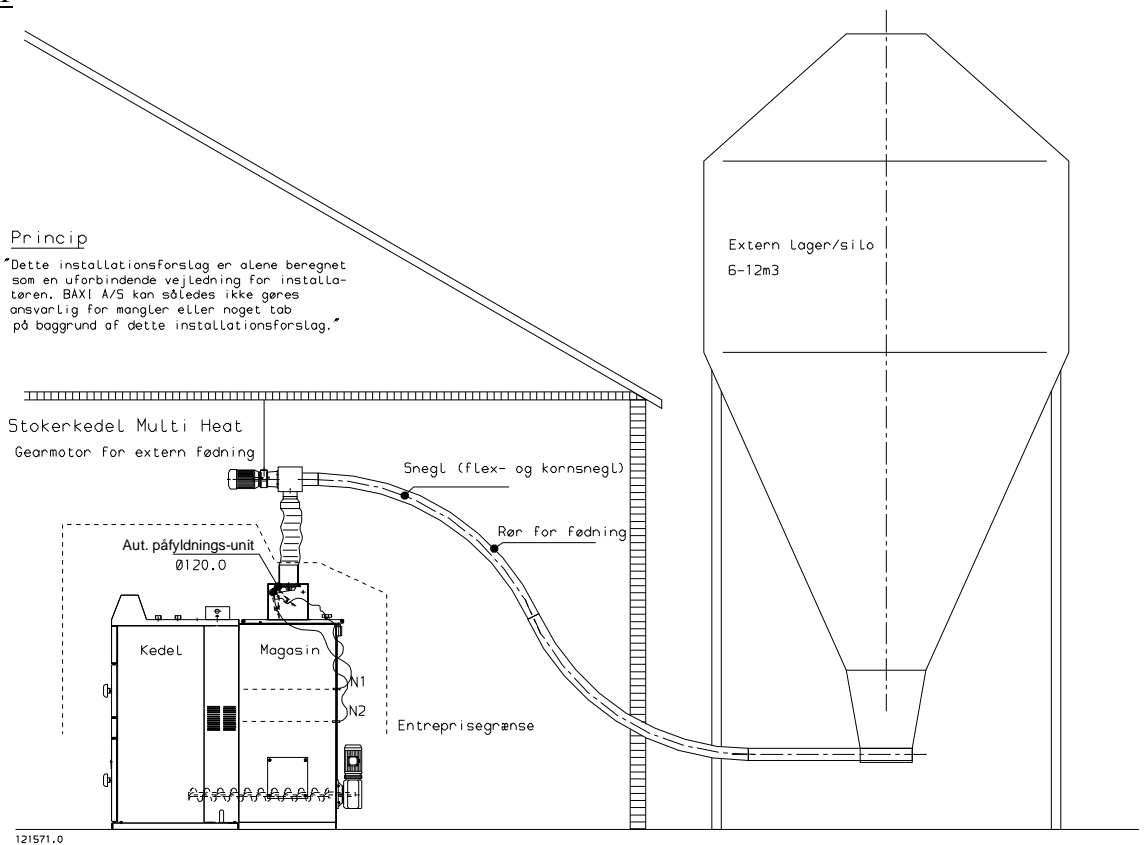 Princip
"Dette installationsforslag er alene beregnet
som en uforbindende vejledning for installa-
tøren. BAXI A/S kan således ikke gøres
ansvarlig for mangler eller noget tab
på baggrund af dette installationsforslag."
Extern lager/silo
6-12m3
Stokerkedel Multi Heat
Gearmotor for extern fødning
Snegl (flex- og kornsnegl)
Rør for fødning
Aut. påfyldnings-unit
Ø120.0
Kedel
Magasin
N1
N2
Entreprisegrænse
121571.0